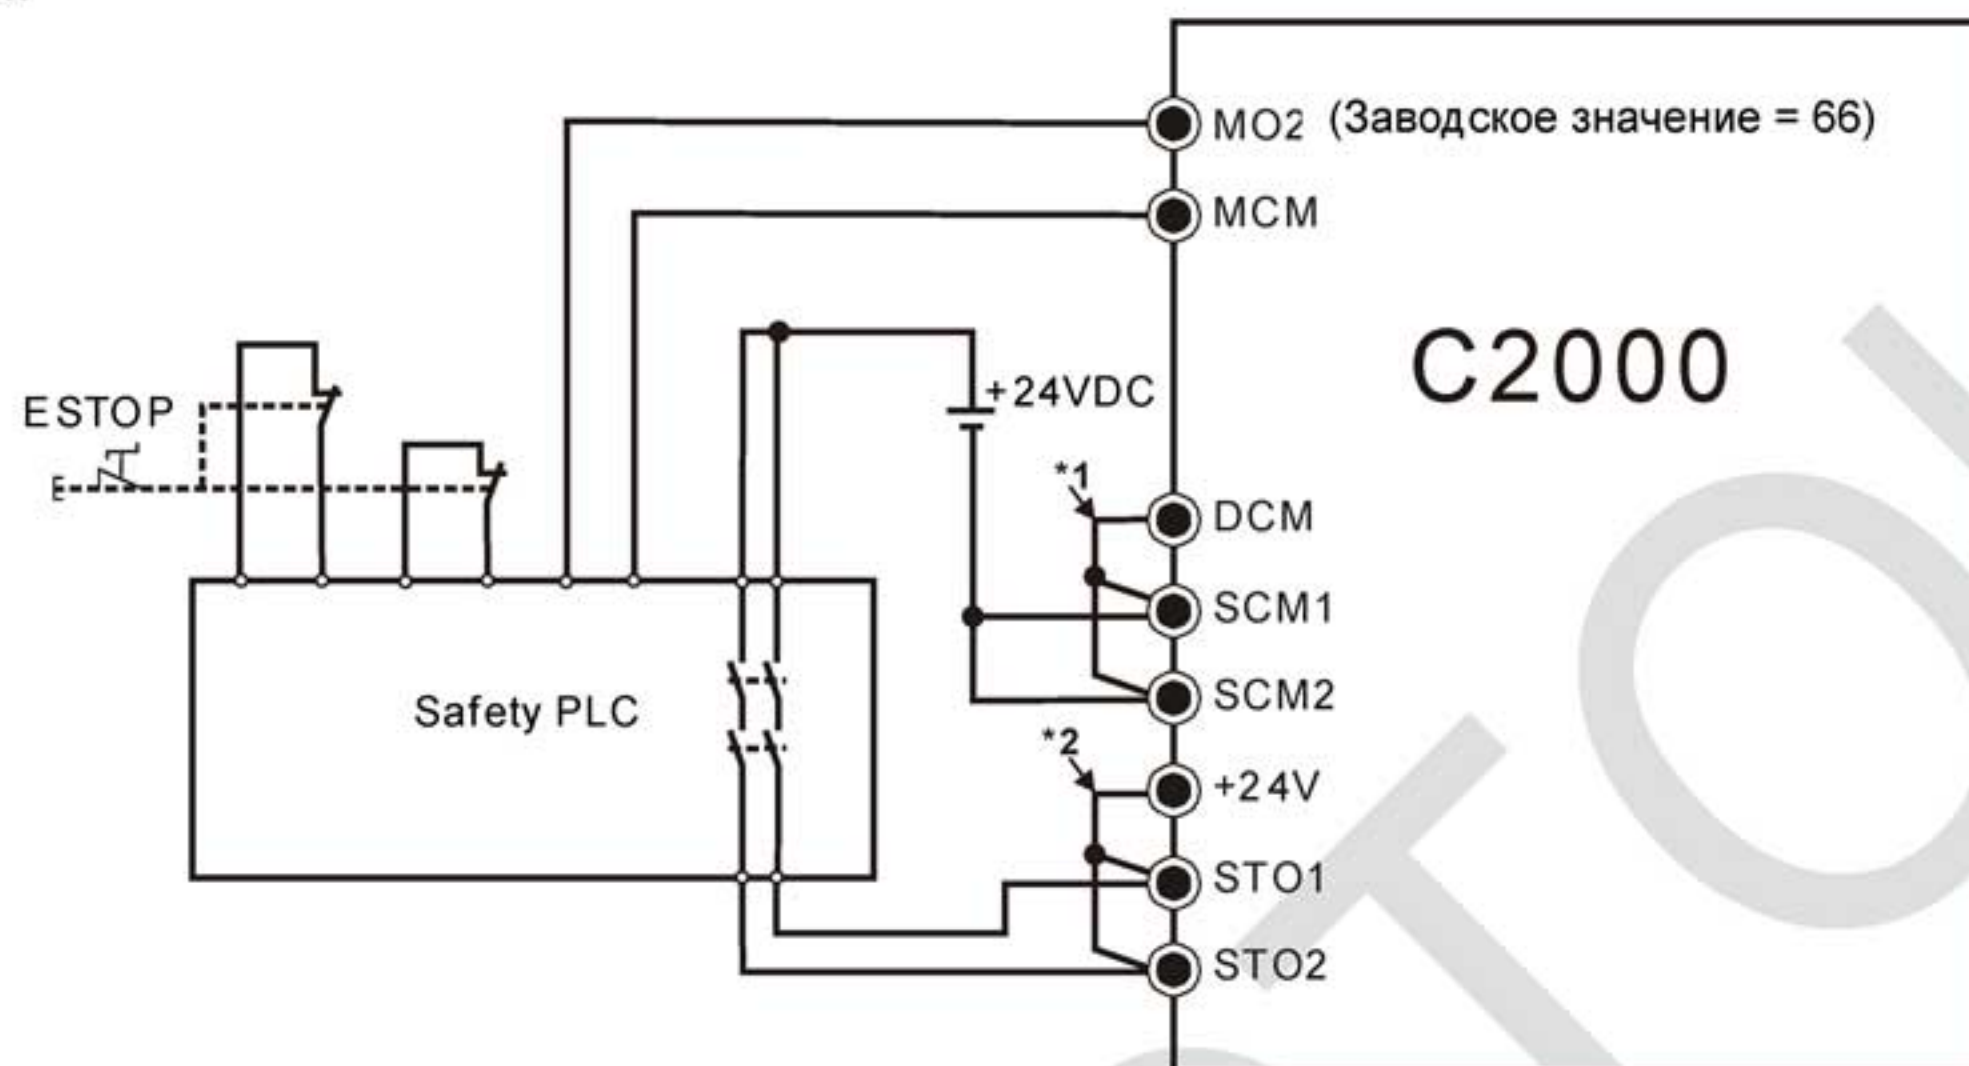 MO2 (Заводское значение = 66)
MCM
C2000
+24VDC
ESTOP
*1
DCM
SCM1
SCM2
Safety PLC
*2
+24V
STO1
STO2